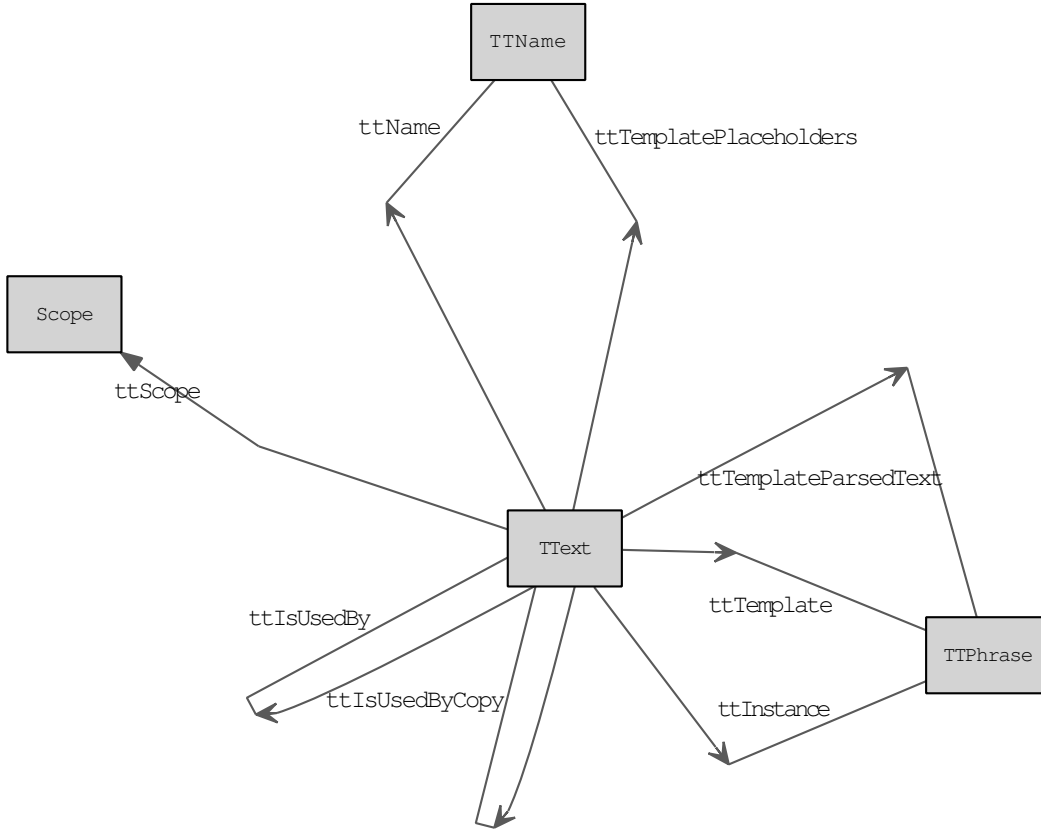 TTName
ttName
ttTemplatePlaceholders
Scope
ttScope
ttTemplateParsedText
TText
ttTemplate
ttIsUsedBy
TTPhrase
ttIsUsedByCopy
ttInstance